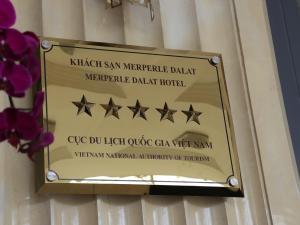 KHÁCH SẠN MERPERLE DALAT
MERPERLE DALAT HOTEL
CỤC DU LỊCH QUỐC GIA VIỆT NAM
VIETNAM NATIONAL AUTHORITY OF TOURISM